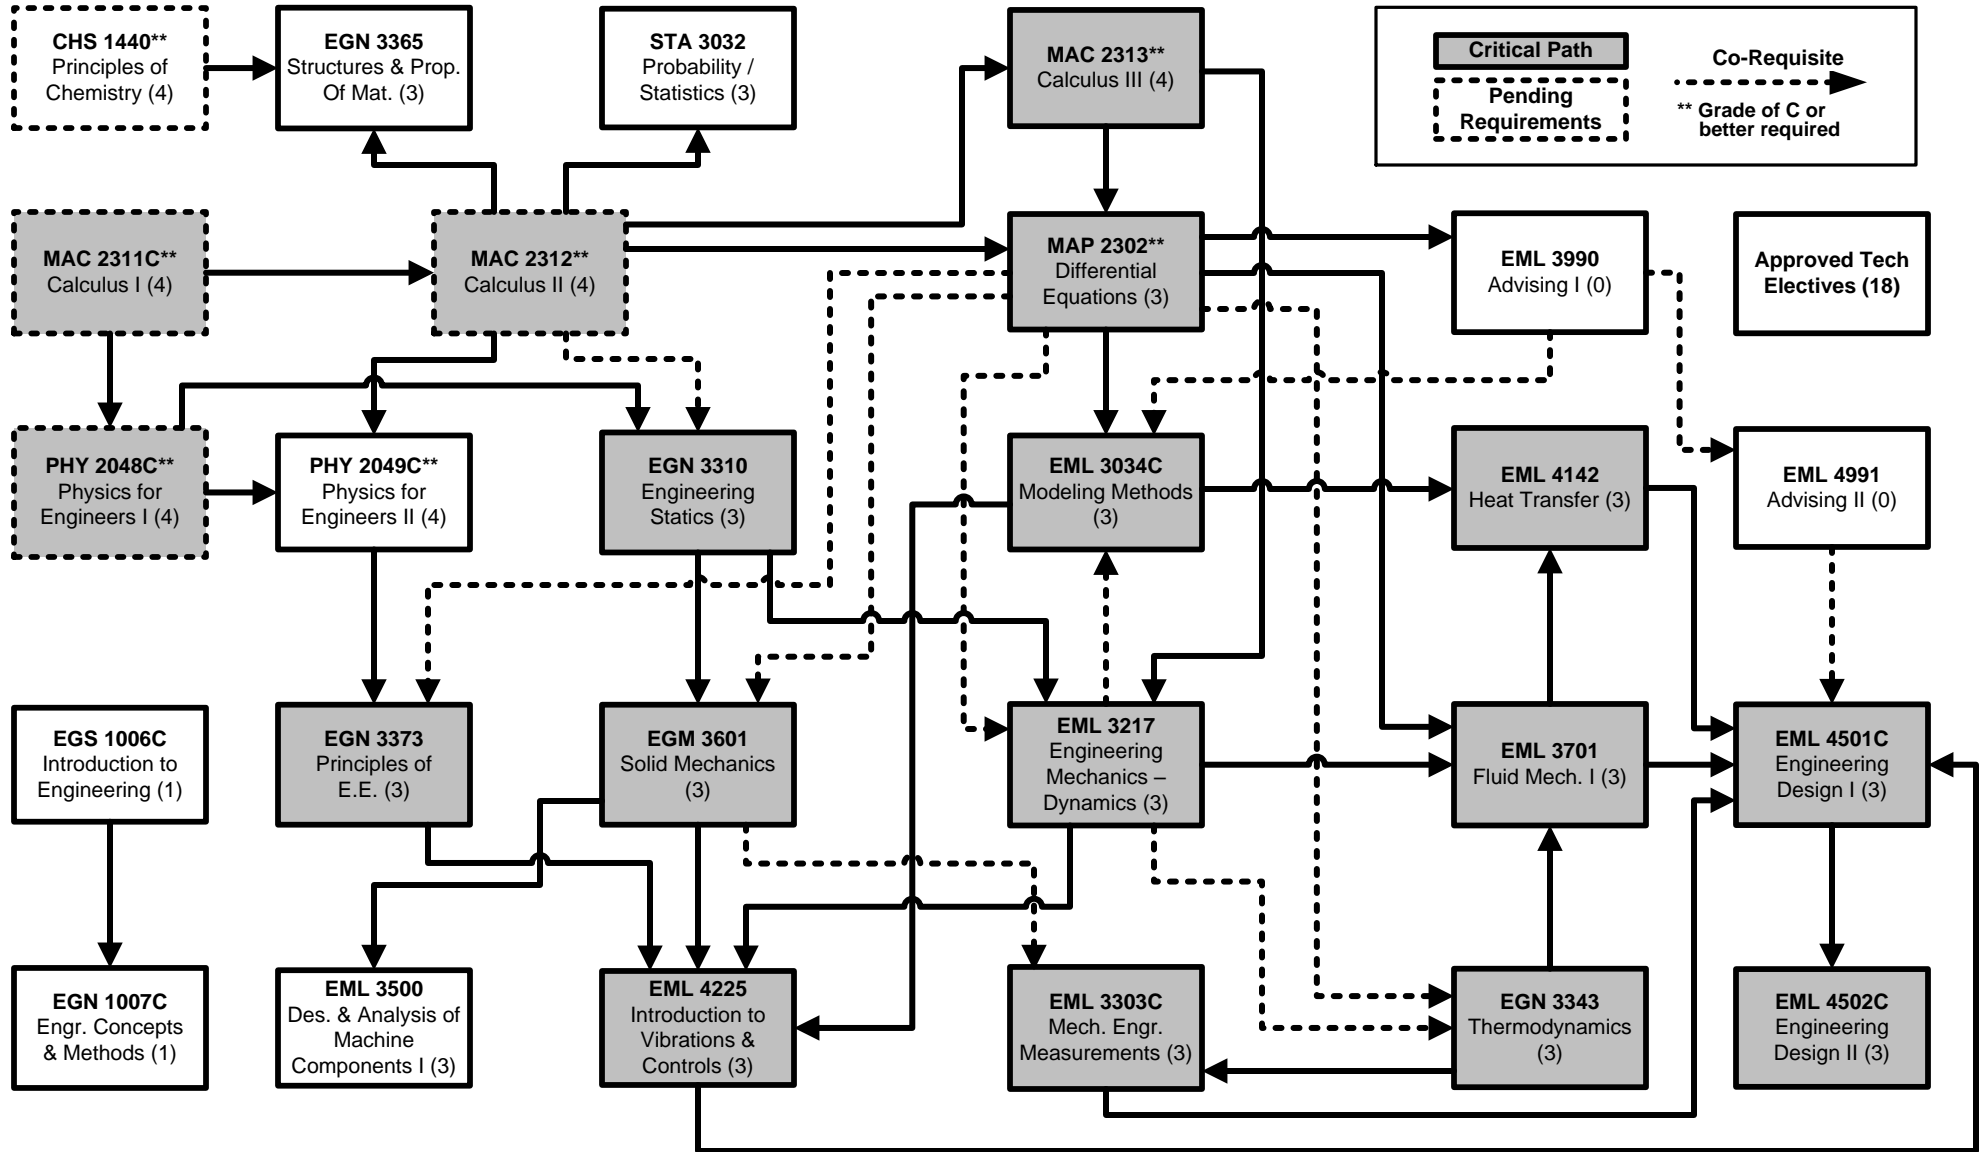 CHS 1440**
Principles of
Chemistry (4)
EGN 3365
Structures & Prop.
Of Mat. (3)
STA 3032
Probability /
Statistics (3)
MAC 2313**
Calculus III (4)
Critical Path
Pending
Requirements
Co-Requisite
** Grade of C or
better required
MAC 2311C**
Calculus I (4)
MAC 2312**
Calculus II (4)
MAP 2302**
Differential
Equations (3)
EML 3990
Advising I (0)
Approved Tech
Electives (18)
PHY 2048C**
Physics for
Engineers I (4)
PHY 2049C**
Physics for
Engineers II (4)
EGN 3310
Engineering
Statics (3)
EML 3034C
Modeling Methods
(3)
EML 4142
Heat Transfer (3)
EML 4991
Advising II (0)
EGS 1006C
Introduction to
Engineering (1)
EGN 3373
Principles of
E.E. (3)
EGM 3601
Solid Mechanics
(3)
EML 3217
Engineering
Mechanics –
Dynamics (3)
EML 3701
Fluid Mech. I (3)
EML 4501C
Engineering
Design I (3)
EGN 1007C
Engr. Concepts
& Methods (1)
EML 3500
Des. & Analysis of
Machine
Components I (3)
EML 4225
Introduction to
Vibrations &
Controls (3)
EML 3303C
Mech. Engr.
Measurements (3)
EGN 3343
Thermodynamics
(3)
EML 4502C
Engineering
Design II (3)